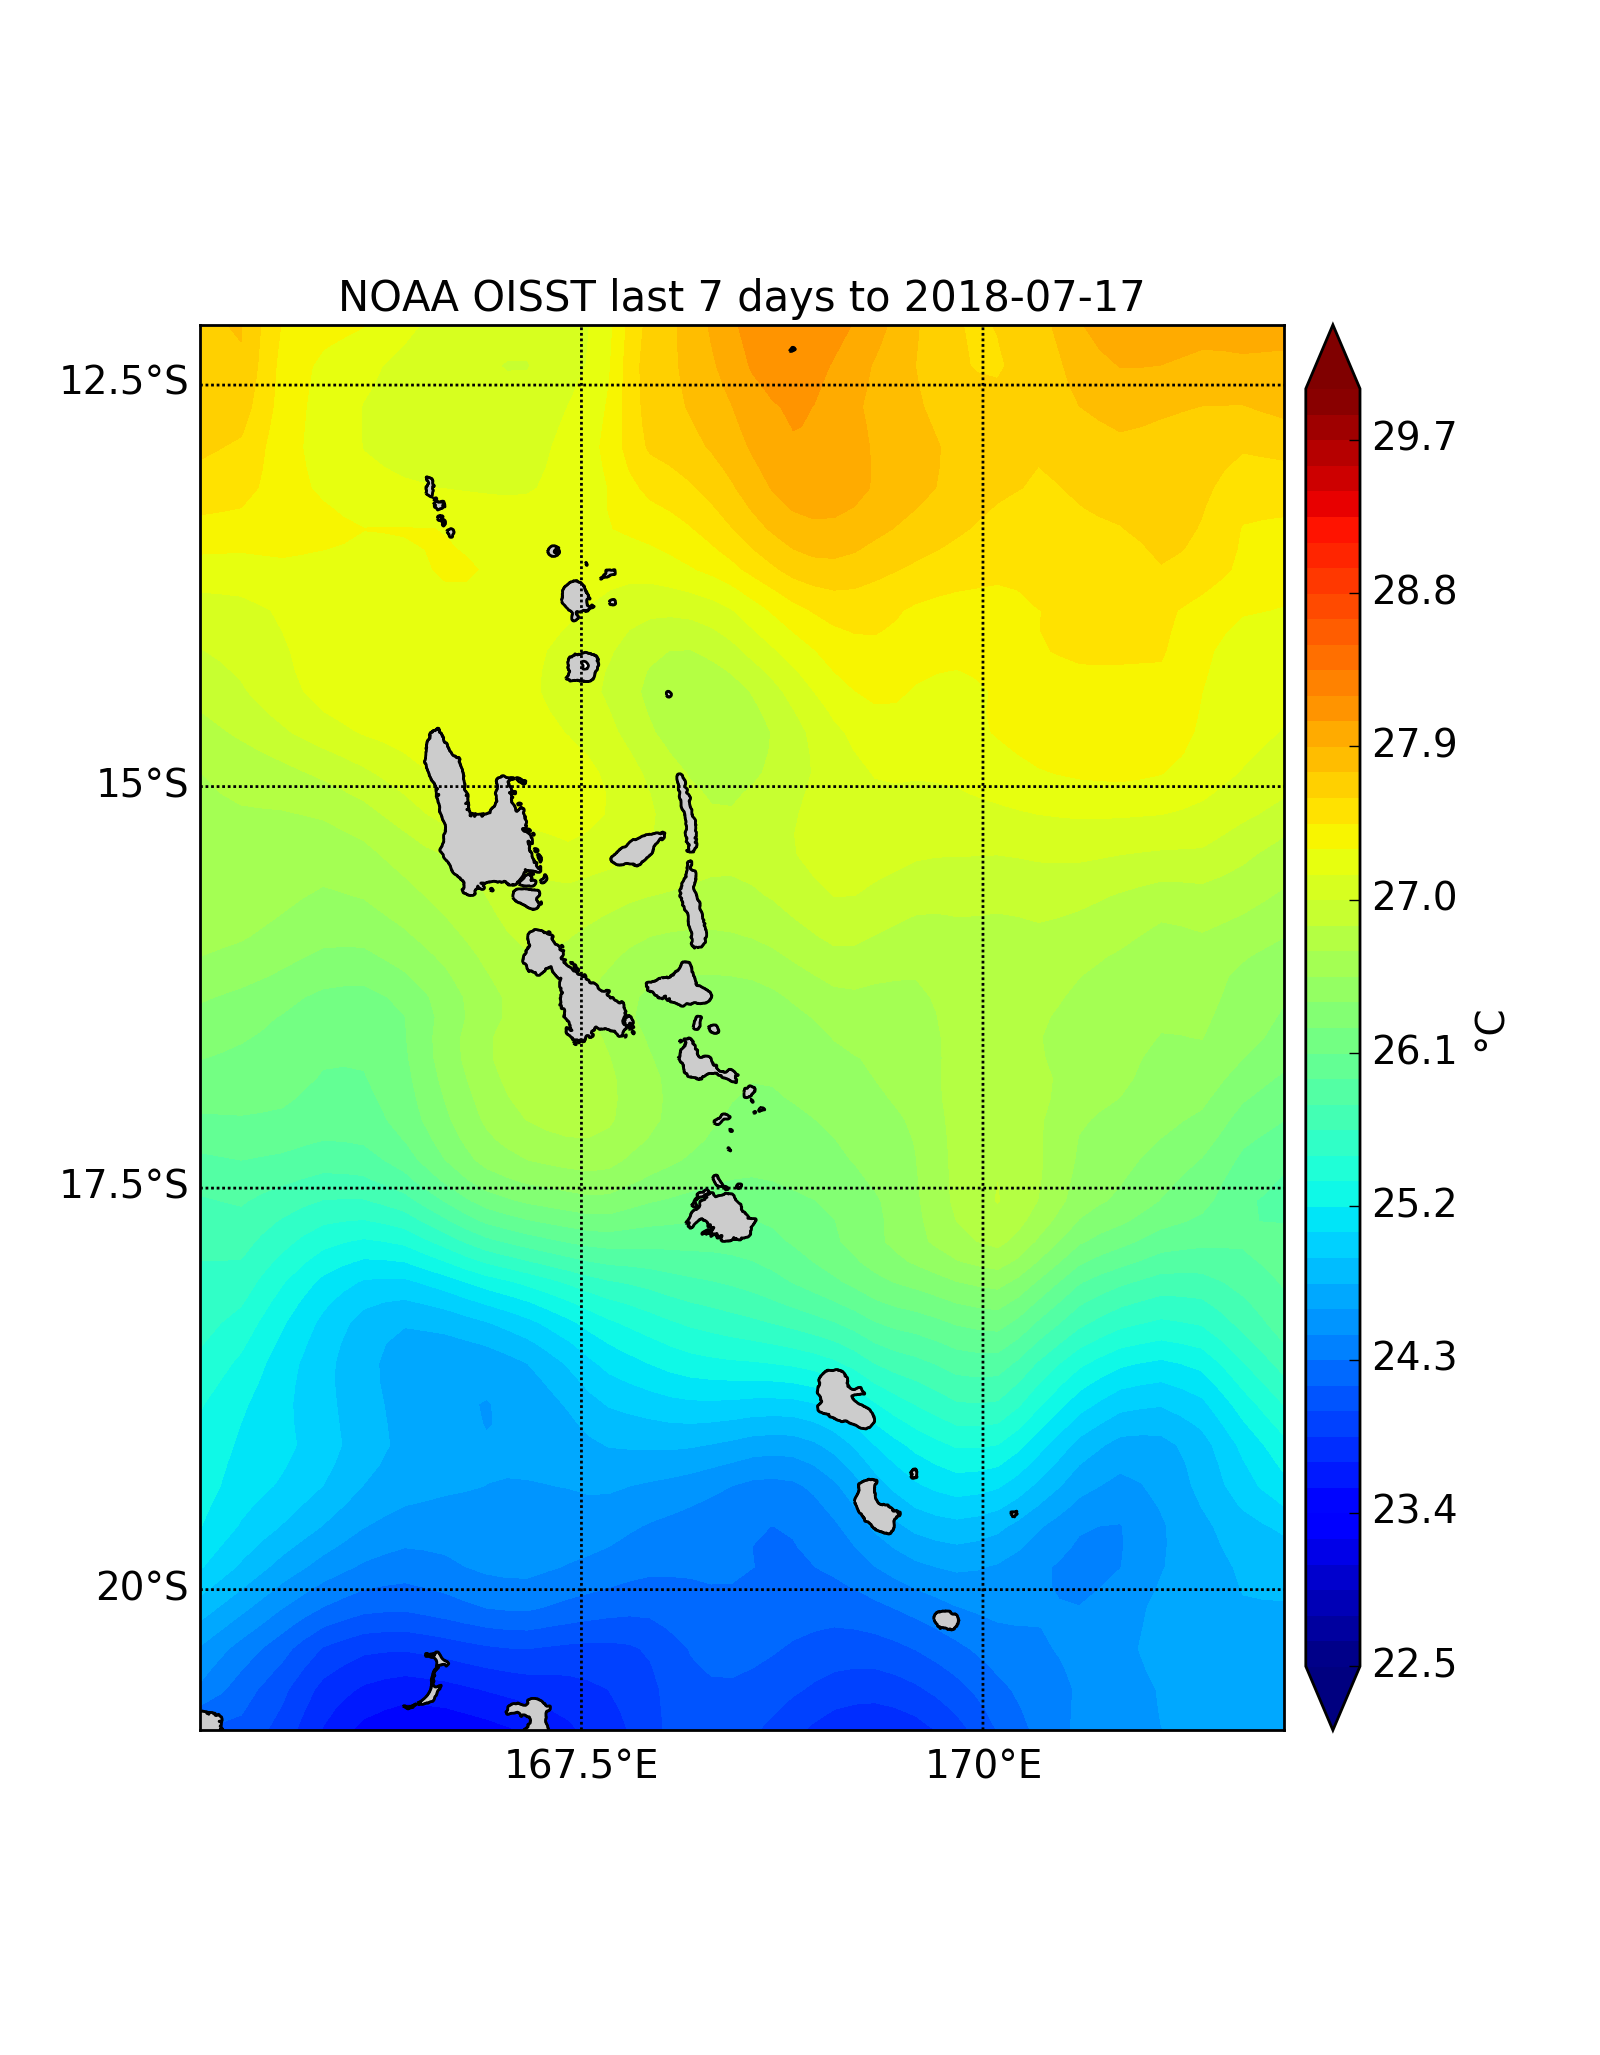 NOAA OISST last 7 days to 2018-07-17
12.5°S
15°S
17.5°S
20°S
167.5°E
170°E
29.7
28.8
27.9
27.0
26.1
25.2
24.3
23.4
22.5
°C